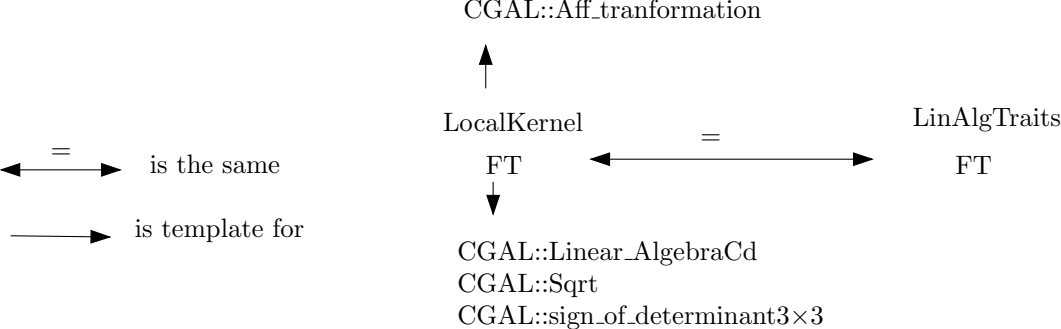 CGAL::Aff_tranformation
LocalKernel
FT
=
LinAlgTraits
FT
=
is the same
is template for
CGAL::Linear_AlgebraCd
CGAL::Sqrt
CGAL::sign_of_determinant3×3